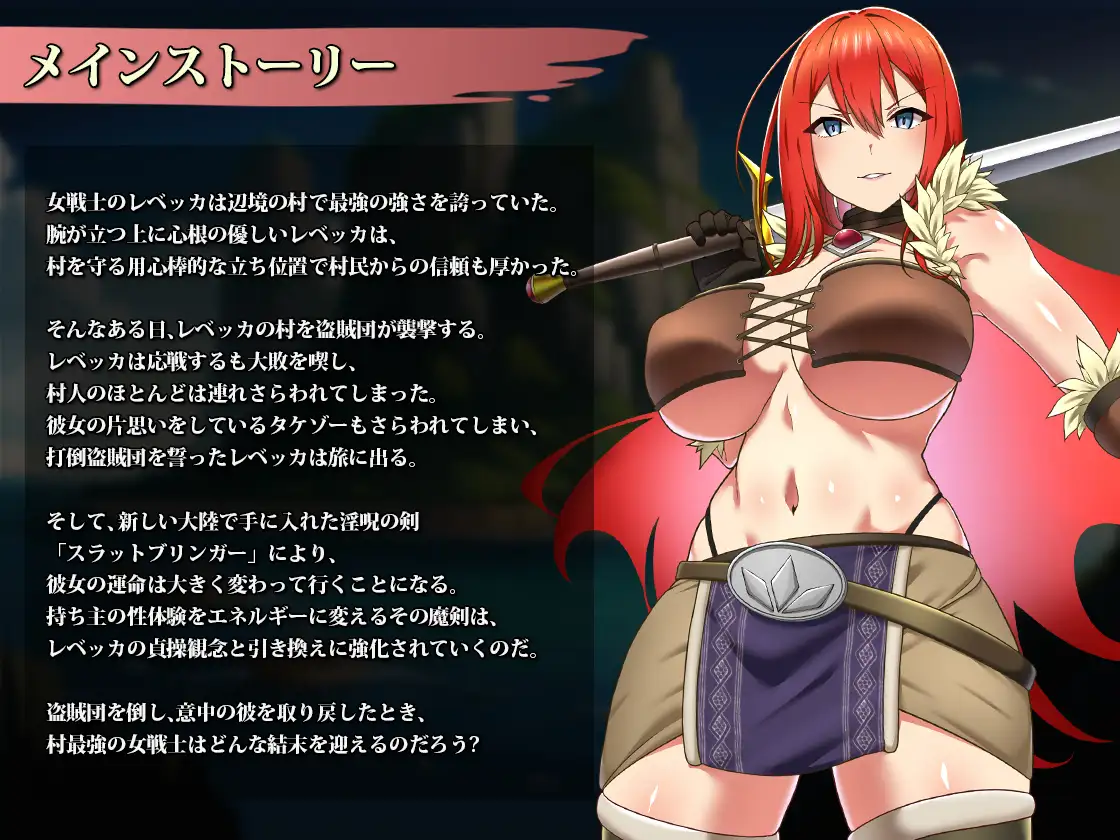 メインストーリー
女戦士のレベッカは辺境の村で最強の強さを誇っていた。
腕が立つ上に心根の優しいレベッカは、
村を守る用心棒的な立ち位置で村民からの信頼も厚かった。
そんなある日、レベッカの村を盗賊団が襲撃する。
レベッカは応戦するも大敗を喫し、
村人のほとんどは連れさらわれてしまった。
彼女の片思いをしているタケゾーもさらわれてしまい、
打倒盗賊団を誓ったレベッカは旅に出る。
そして、新しい大陸で手に入れた淫呪の剣
「スラットブリンガー」により、
彼女の運命は大きく変わって行くことになる。
持ち主の性体験をエネルギーに変えるその魔剣は、
レベッカの貞操観念と引き換えに強化されていくのだ。
盗賊団を倒し、意中の彼を取り戻したとき、
村最強の女戦士はどんな結末を迎えるのだろう?